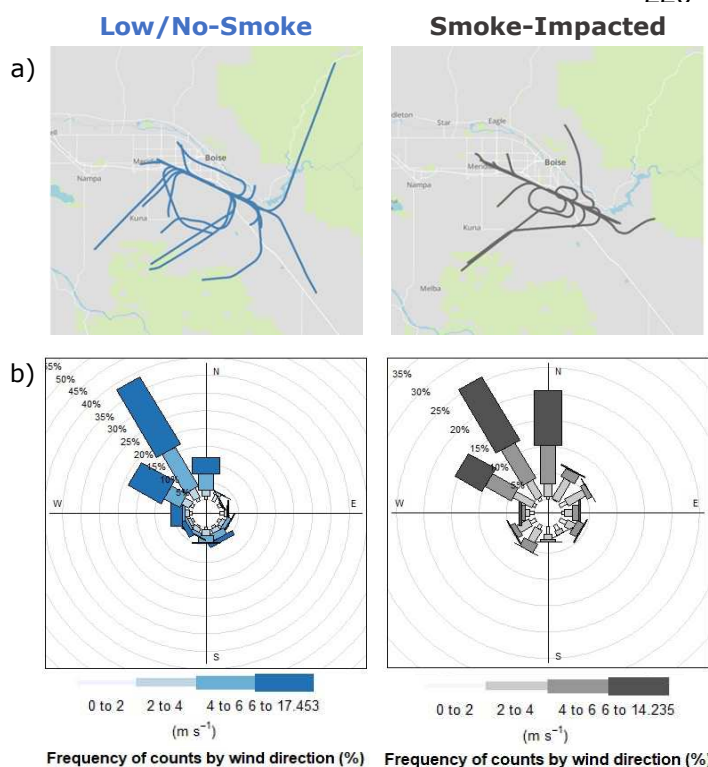 Low/No-Smoke
Smoke-Impacted
a)
Boise
Nampa
Kuna
Star
Eagle
Boise
Nampa
Kuna
Melba
b)
50%
45%
40%
35%
30%
25%
20%
15%
10%
5%
N
W
E
S
35%
30%
25%
20%
15%
10%
5%
N
W
E
S
0 to 2
2 to 4
4 to 6
6 to 17.453
(m s⁻¹)
Frequency of counts by wind direction (%)
0 to 2
2 to 4
4 to 6
6 to 14.235
(m s⁻¹)
Frequency of counts by wind direction (%)